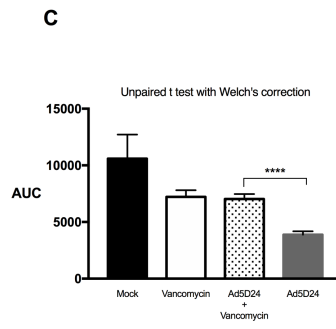 C
Unpaired t test with Welch's correction
15000
10000
5000
0
AUC
****
Mock
Vancomycin
Ad5D24
+
Vancomycin
Ad5D24